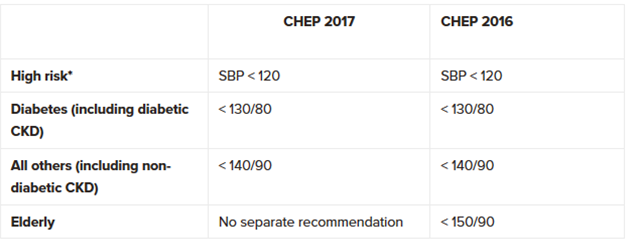 CHEP 2017 CHEP 2016
High risk* SBP < 120 SBP < 120
Diabetes (including diabetic < 130/80 < 130/80
CKD)
All others (including non- < 140/90 < 140/90
diabetic CKD)
Elderly No separate recommendation < 150/90